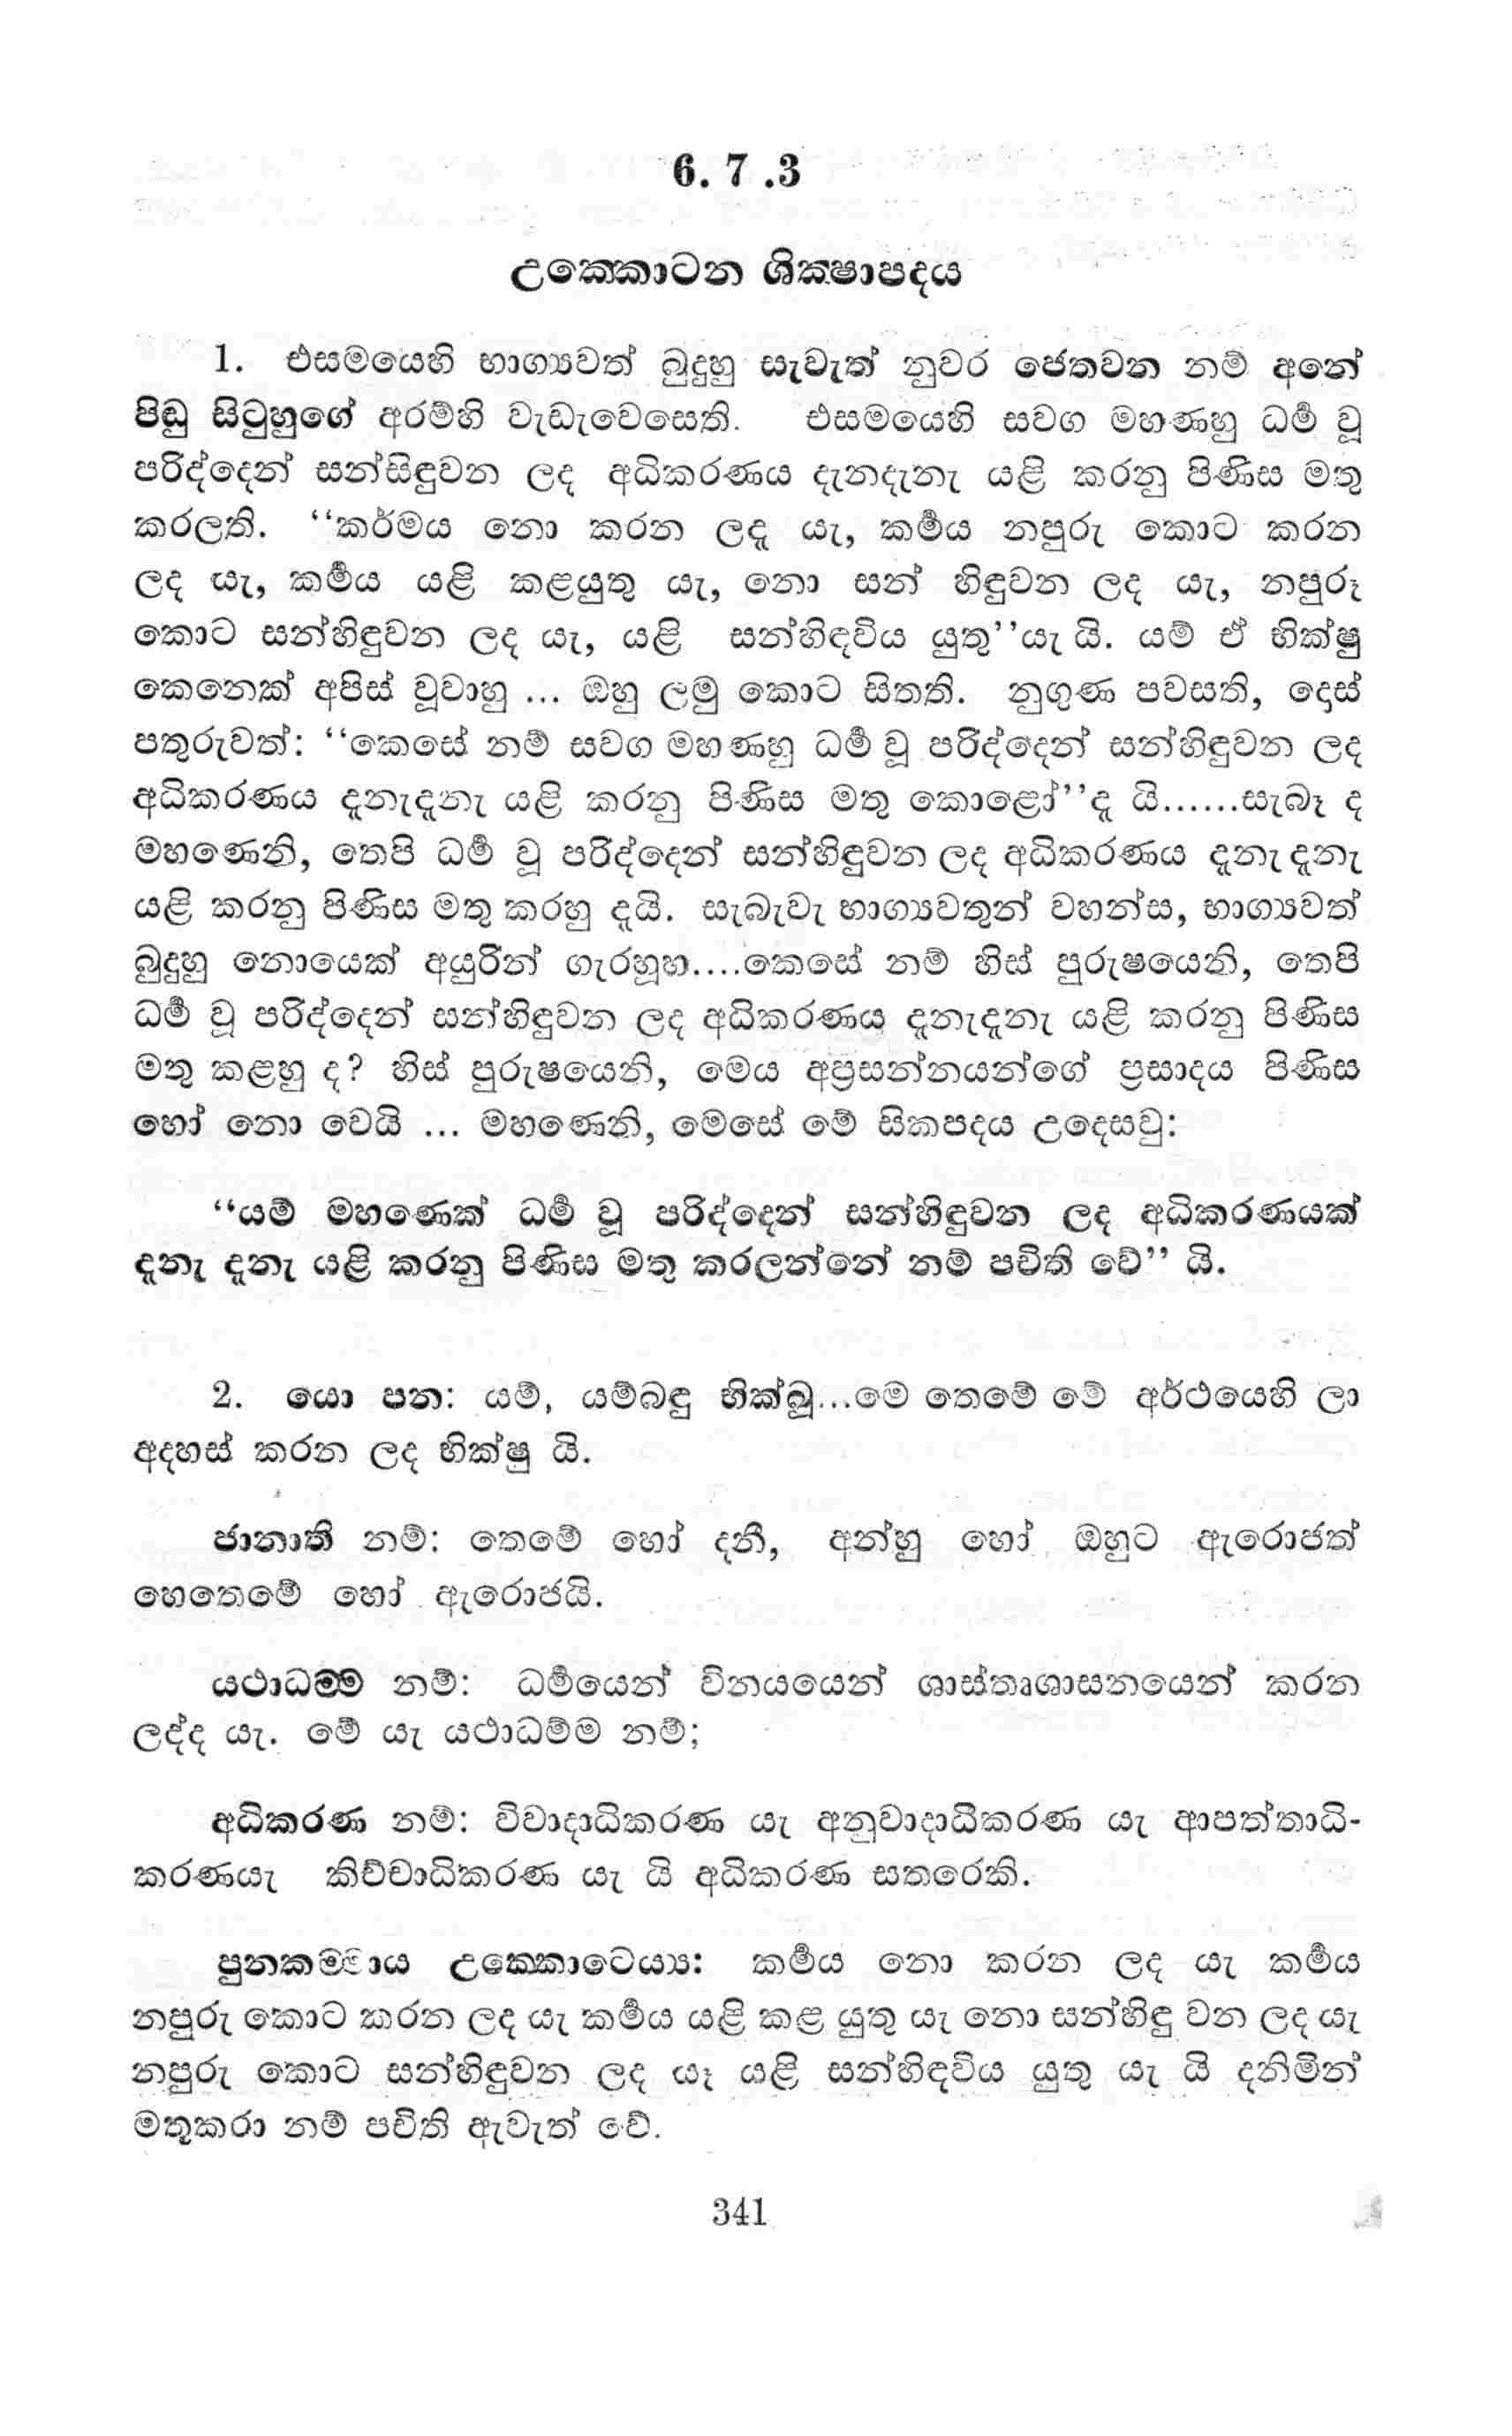 6. 7 .3
උක්කොටන ශික්ෂාපදය
1. එසමයෙහි භාග්‍යවත් බුදුහු සැවැත් නුවර ජෙතවන නම් අනේ
පිඬු සිටුහුගේ අරම්හි වැඩැවෙසෙති. එසමයෙහි සවග මහණහු ධර්‍ම වූ
පරිද්දෙන් සන්සිඳුවන ලද අධිකරණය දැනදැනැ යළි කරනු පිණිස මතු
කරලති. “කර්මය නො කරන ලදැ යැ, කර්‍මය නපුරු කොට කරන
ලද යැ, කර්‍මය යළි කළයුතු යැ, නො සන් හිඳුවන ලද යැ, නපුරු
කොට සන්හිඳුවන ලද යැ, යළි සන්හිඳවිය යුතු”යැ යි. යම් ඒ භික්ෂු
කෙනෙක් අපිස් වූවාහු ... ඔහු ලමු කොට සිතති. නුගුණ පවසති, දොස්
පතුරුවත්: “කෙසේ නම් සවග මහණහු ධර්‍ම වූ පරිද්දෙන් සන්හිඳුවන ලද
අධිකරණය දැනැදැනැ යළි කරනු පිණිස මතු කොළෝ”දැ යි......සැබෑ ද
මහණෙනි, තෙපි ධර්‍ම වූ පරිද්දෙන් සන්හිඳුවන ලද අධිකරණය දැනැ දැනැ
යළි කරනු පිණිස මතු කරහු දැයි. සැබැවැ භාග්‍යවතුන් වහන්ස, භාග්‍යවත්
බුදුහු නොයෙක් අයුරින් ගැරහූහ....කෙසේ නම් හිස් පුරුෂයෙනි, තෙපි
ධර්‍ම වූ පරිද්දෙන් සන්හිඳුවන ලද අධිකරණය දැනැදැනැ යළි කරනු පිණිස
මතු කළහු ද? හිස් පුරුෂයෙනි, මෙය අප්‍රසන්නයන්ගේ ප්‍රසාදය පිණිස
හෝ නො වෙයි ... මහණෙනි, මෙසේ මේ සිකපදය උදෙසවු:
“යම් මහණෙක් ධර්‍ම වූ පරිද්දෙන් සන්හිඳුවන ලද අධිකරණයක්
දැනැ දැනැ යළි කරනු පිණිස මතු කරලන්නේ නම් පචිති වේ” යි.
2. යො පන: යම්, යම්බඳු භික්ඛු...මෙ තෙමේ මේ අර්ථයෙහි ලා
අදහස් කරන ලද භික්ෂු යි.
ජානාති නම්: තෙමේ හෝ දනී, අන්හු හෝ ඔහුට ඇරොජත්
හෙතෙමේ හෝ ඇරොජයි.
යථාධම්ම නම්: ධර්‍මයෙන් විනයයෙන් ශාස්තෘශාසනයෙන් කරන
ලද්ද යැ. මේ යැ යථාධම්ම නම්;
අධිකරණ නම්: විවාදාධිකරණ යැ අනුවාදාධිකරණ යැ ආපත්තාධි-
කරණයැ කිච්චාධිකරණ යැ යි අධිකරණ සතරෙකි.
පුනකම්මාය උක්කොටෙය්‍ය: කර්‍මය නො කරන ලද යැ කර්‍මය
නපුරු කොට කරන ලද යැ කර්‍මය යළි කළ යුතු යැ නො සන්හිඳු වන ලද යැ
නපුරු කොට සන්හිඳුවන ලද යෑ යළි සන්හිඳවිය යුතු යැ යි දනිමින්
මතුකරා නම් පචිති ඇවැත් වේ.
341